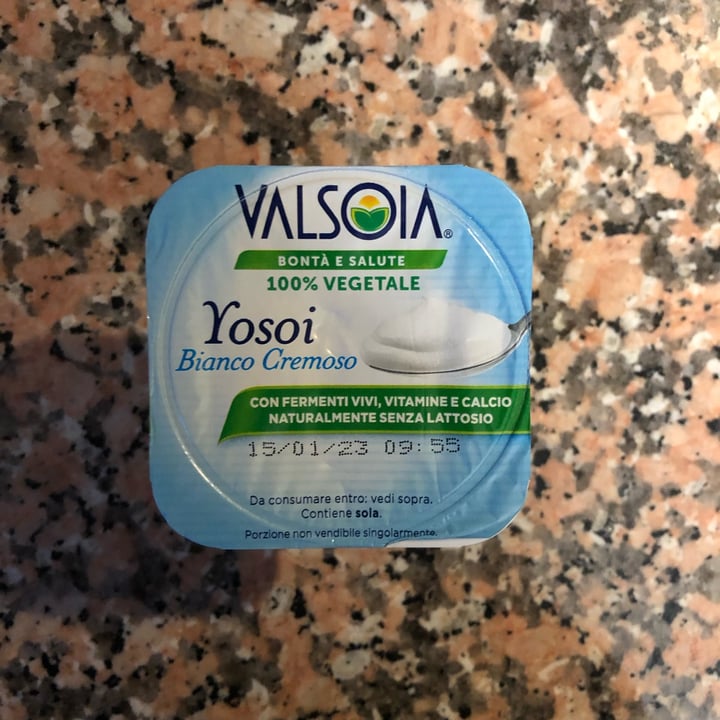 VALSOIA®
BONTÀ E SALUTE
100% VEGETALE
Yosoi
Bianco Cremoso
CON FERMENTI VIVI, VITAMINE E CALCIO
NATURALMENTE SENZA LATTOSIO
15/01/23 09:55
Da consumare entro: vedi sopra.
Contiene soia.
Porzione non vendibile singolarmente.